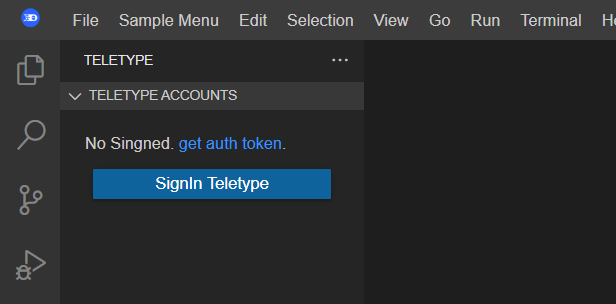 File Sample Menu Edit Selection View Go Run Terminal He
TELETYPE ...
TELETYPE ACCOUNTS
No Singned. get auth token.
SignIn Teletype